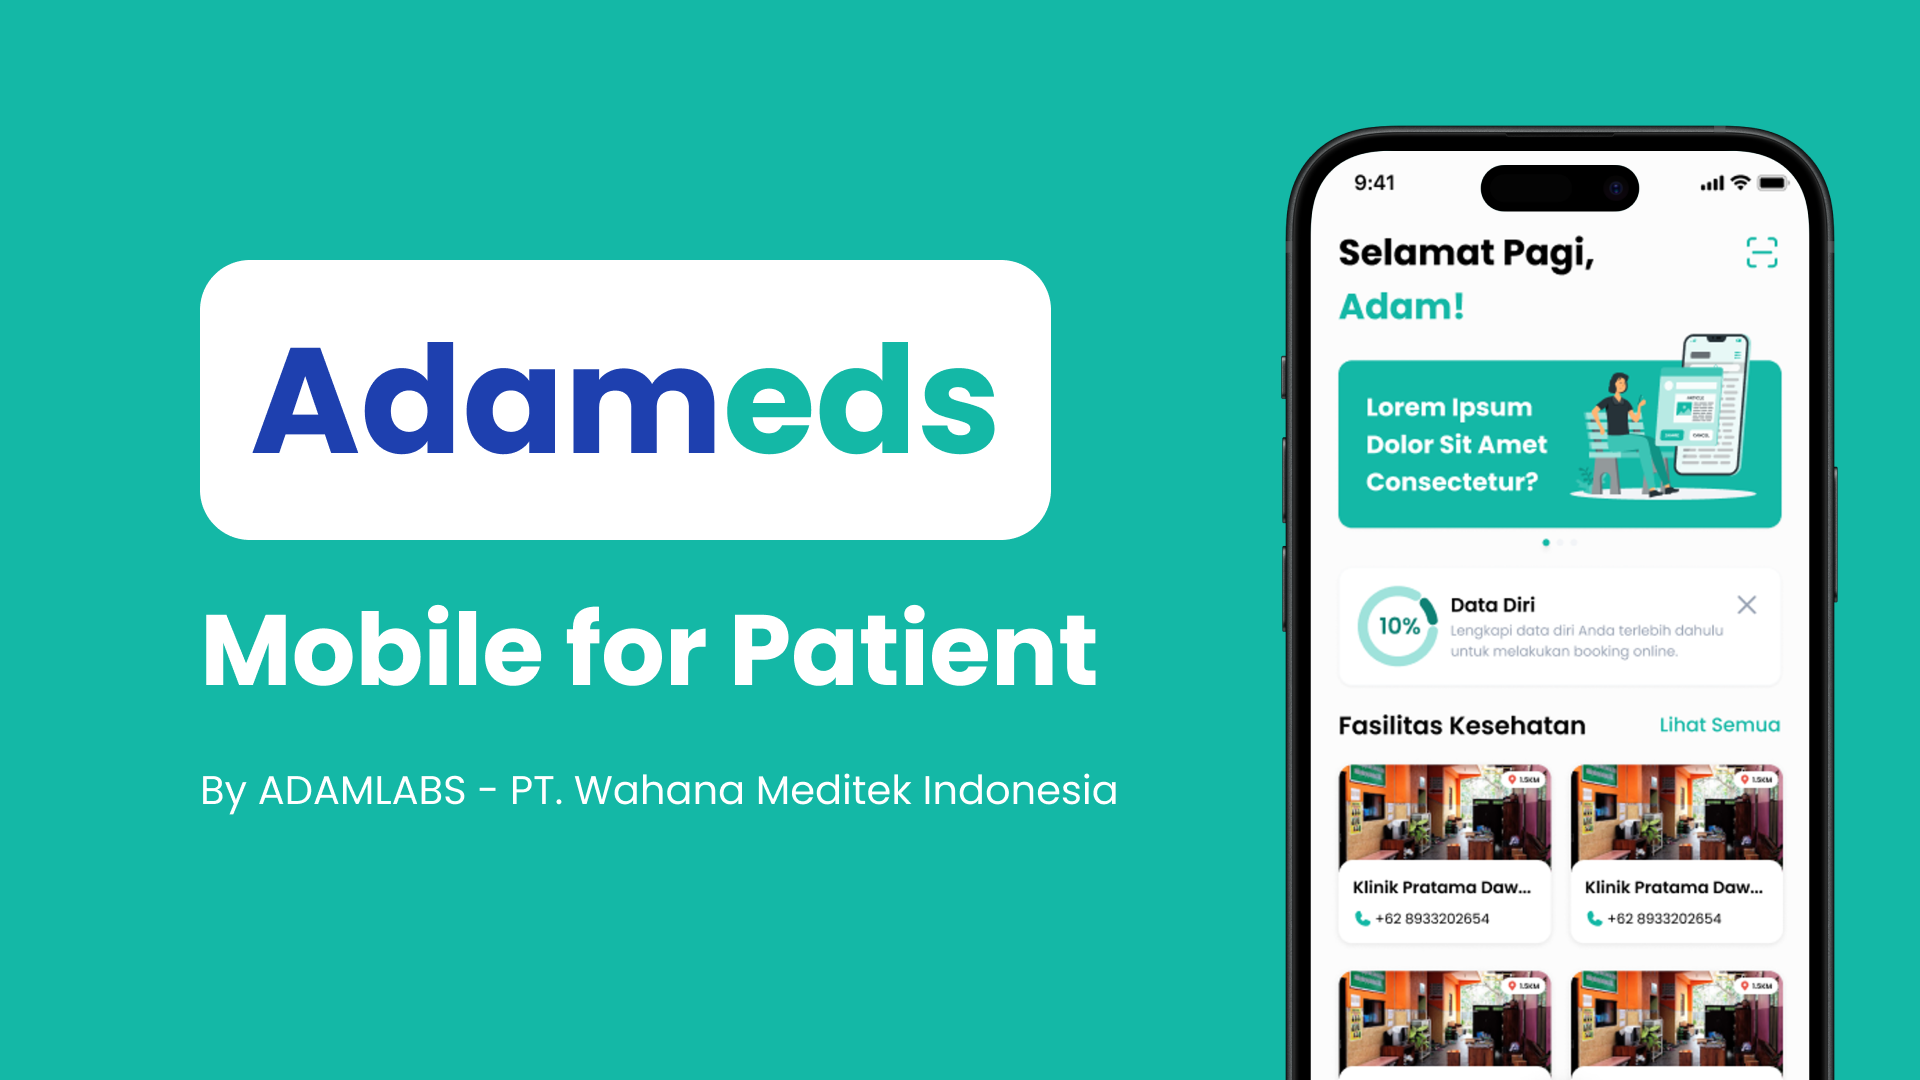 Adameds
Mobile for Patient
By ADAMLABS - PT. Wahana Meditek Indonesia
9:41
Selamat Pagi,
Adam!
Lorem Ipsum
Dolor Sit Amet
Consectetur?
10%
Data Diri
Lengkapi data diri Anda terlebih dahulu
untuk melakukan booking online.
Fasilitas Kesehatan
Lihat Semua
1.5KM
1.5KM
Klinik Pratama Daw...
Klinik Pratama Daw...
+62 8933202654
+62 8933202654
1.5KM
1.5KM